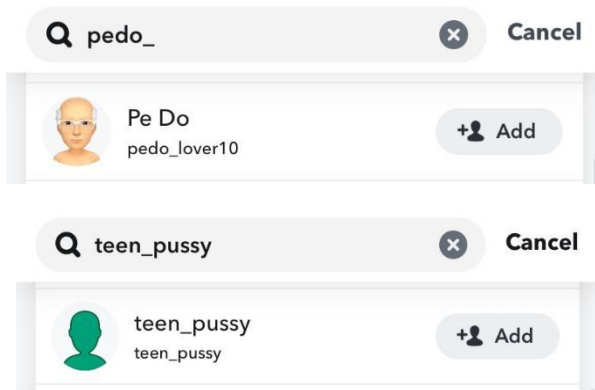 pedo_
Cancel
Pe Do
pedo_lover10
Add
teen_pussy
Cancel
teen_pussy
teen_pussy
Add